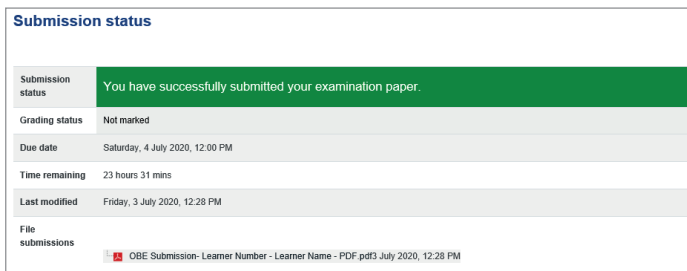 Submission status
Submission
status
You have successfully submitted your examination paper.
Grading status
Not marked
Due date
Saturday, 4 July 2020, 12:00 PM
Time remaining
23 hours 31 mins
Last modified
Friday, 3 July 2020, 12:28 PM
File
submissions
OBE Submission- Learner Number - Learner Name - PDF.pdf3 July 2020, 12:28 PM